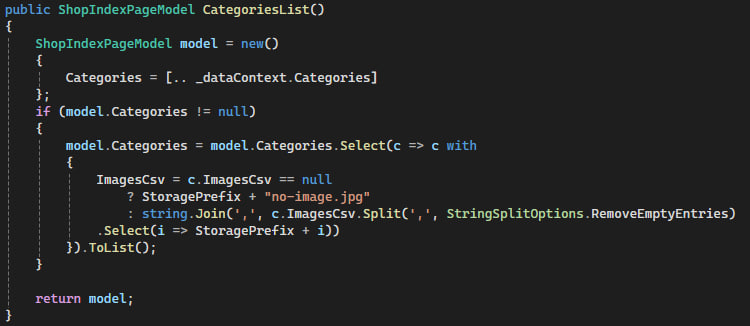 public ShopIndexPageModel CategoriesList()
{
    ShopIndexPageModel model = new()
    {
        Categories = [.. _dataContext.Categories]
    };
    if (model.Categories != null)
    {
        model.Categories = model.Categories.Select(c => c with
        {
            ImagesCsv = c.ImagesCsv == null
                ? StoragePrefix + "no-image.jpg"
                : string.Join(',', c.ImagesCsv.Split(',', StringSplitOptions.RemoveEmptyEntries)
            .Select(i => StoragePrefix + i))
        }).ToList();
    }

    return model;
}